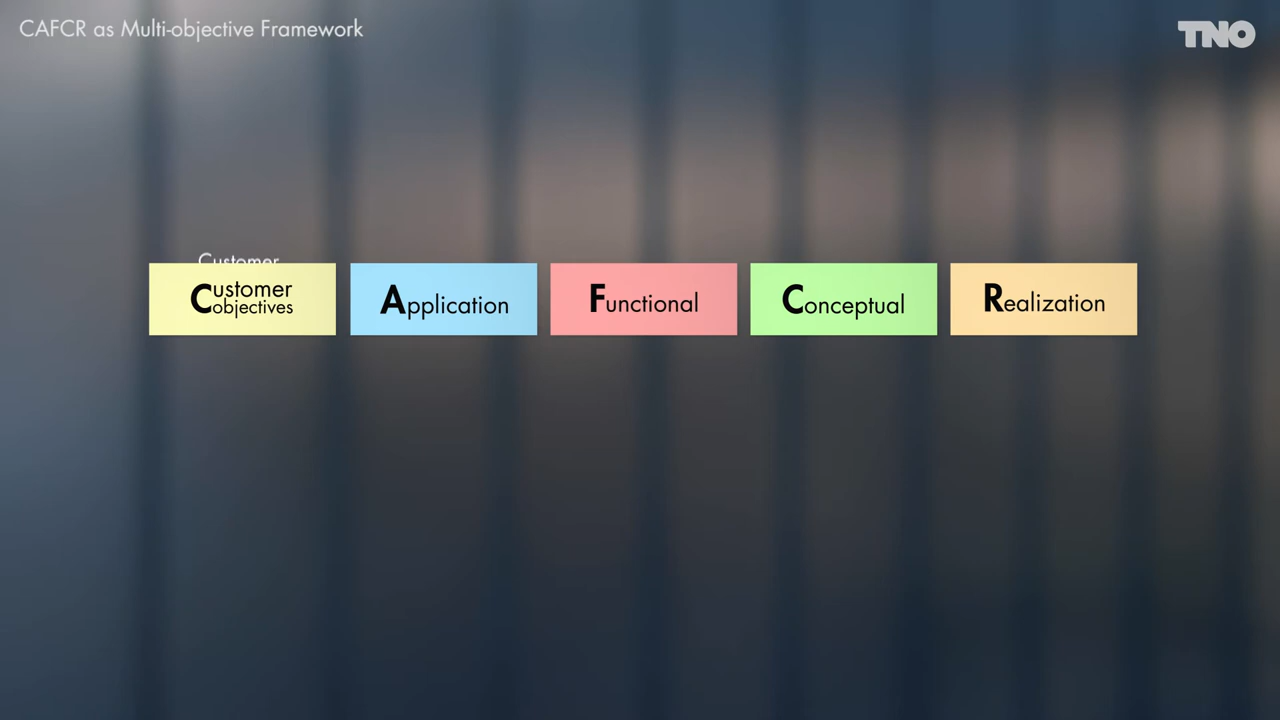 CAFCR as Multi-objective Framework
TNO
Customer
Customer
objectives
Application
Functional
Conceptual
Realization